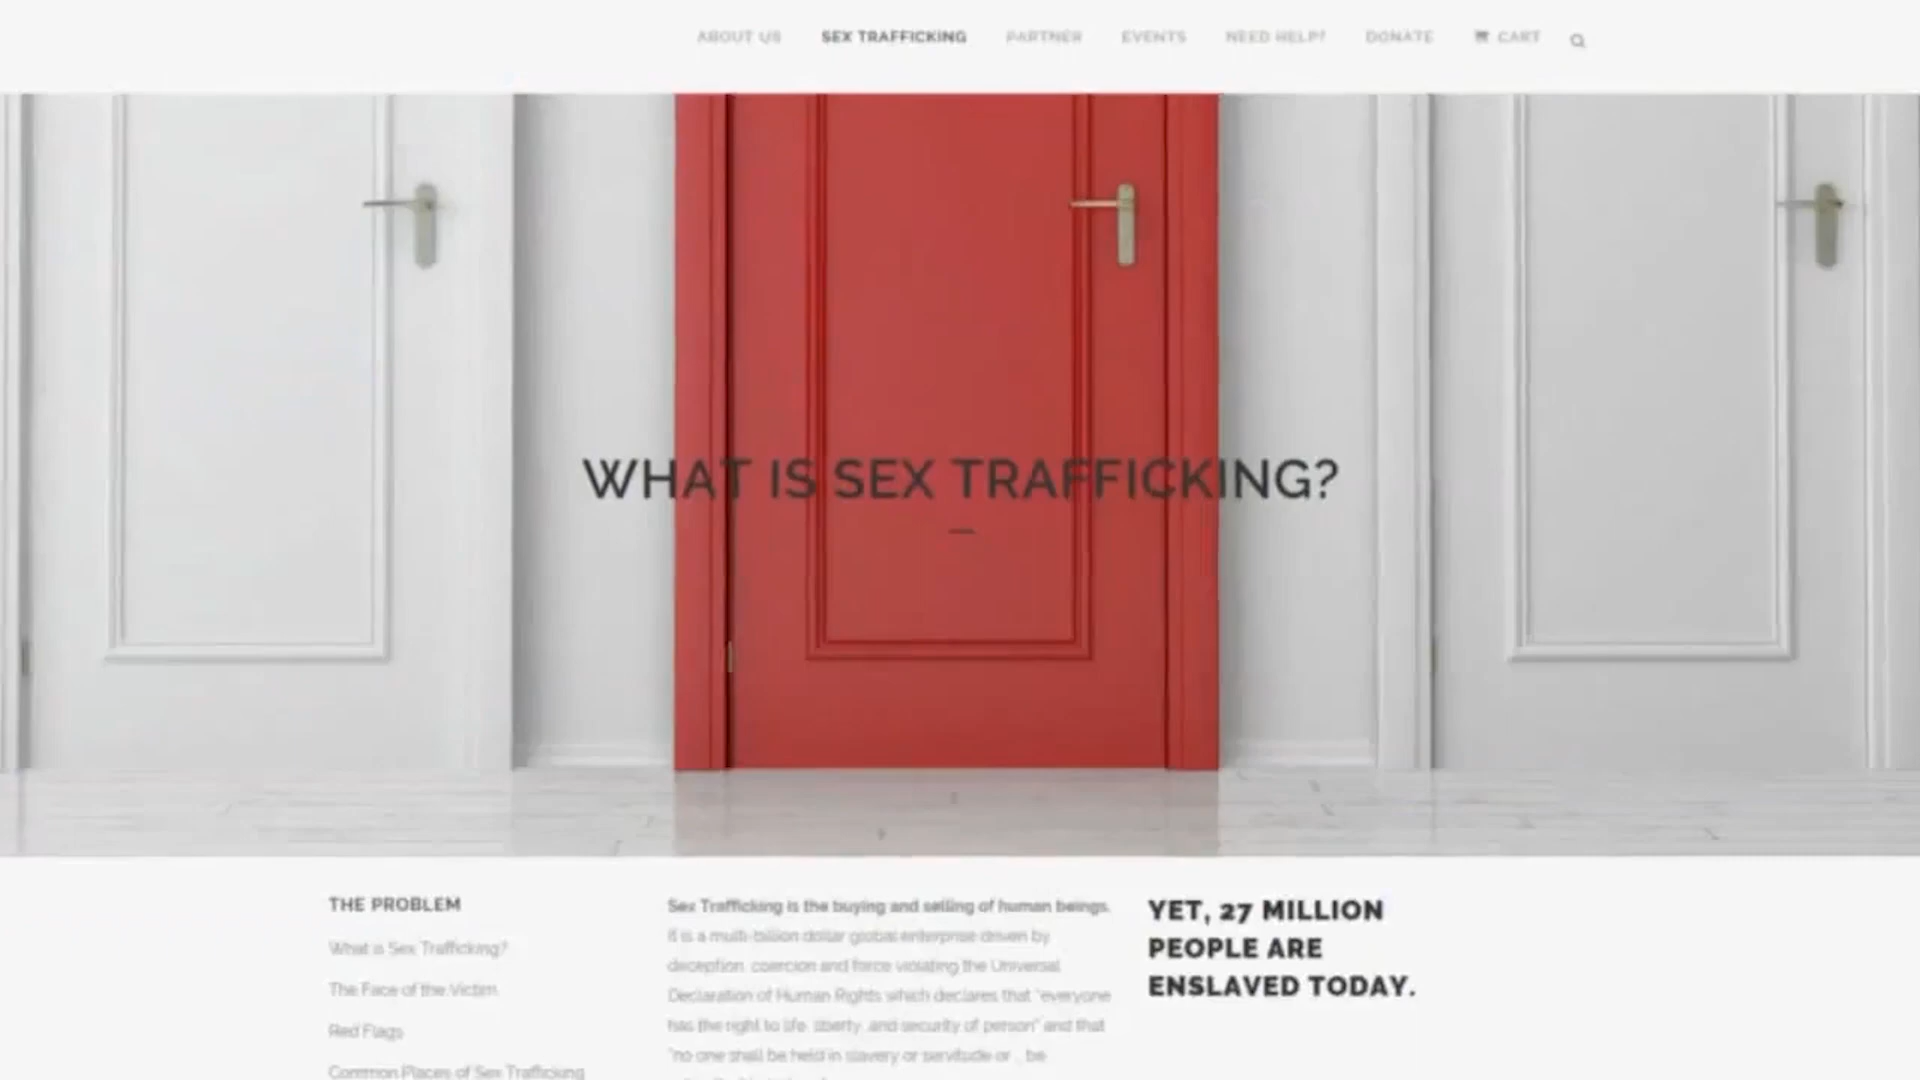 ABOUT US SEX TRAFFICKING PARTNER EVENTS NEED HELP? DONATE CART
WHAT IS SEX TRAFFICKING?
THE PROBLEM
What is Sex Trafficking?
The Face of the Victim
Red Flags
Common Places of Sex Trafficking
Sex Trafficking is the buying and selling of human beings.
It is a multi-billion dollar global enterprise driven by
deception, coercion and force violating the Universal
Declaration of Human Rights which declares that "everyone
has the right to life, liberty, and security of person" and that
"no one shall be held in slavery or servitude or .. be
YET, 27 MILLION
PEOPLE ARE
ENSLAVED TODAY.